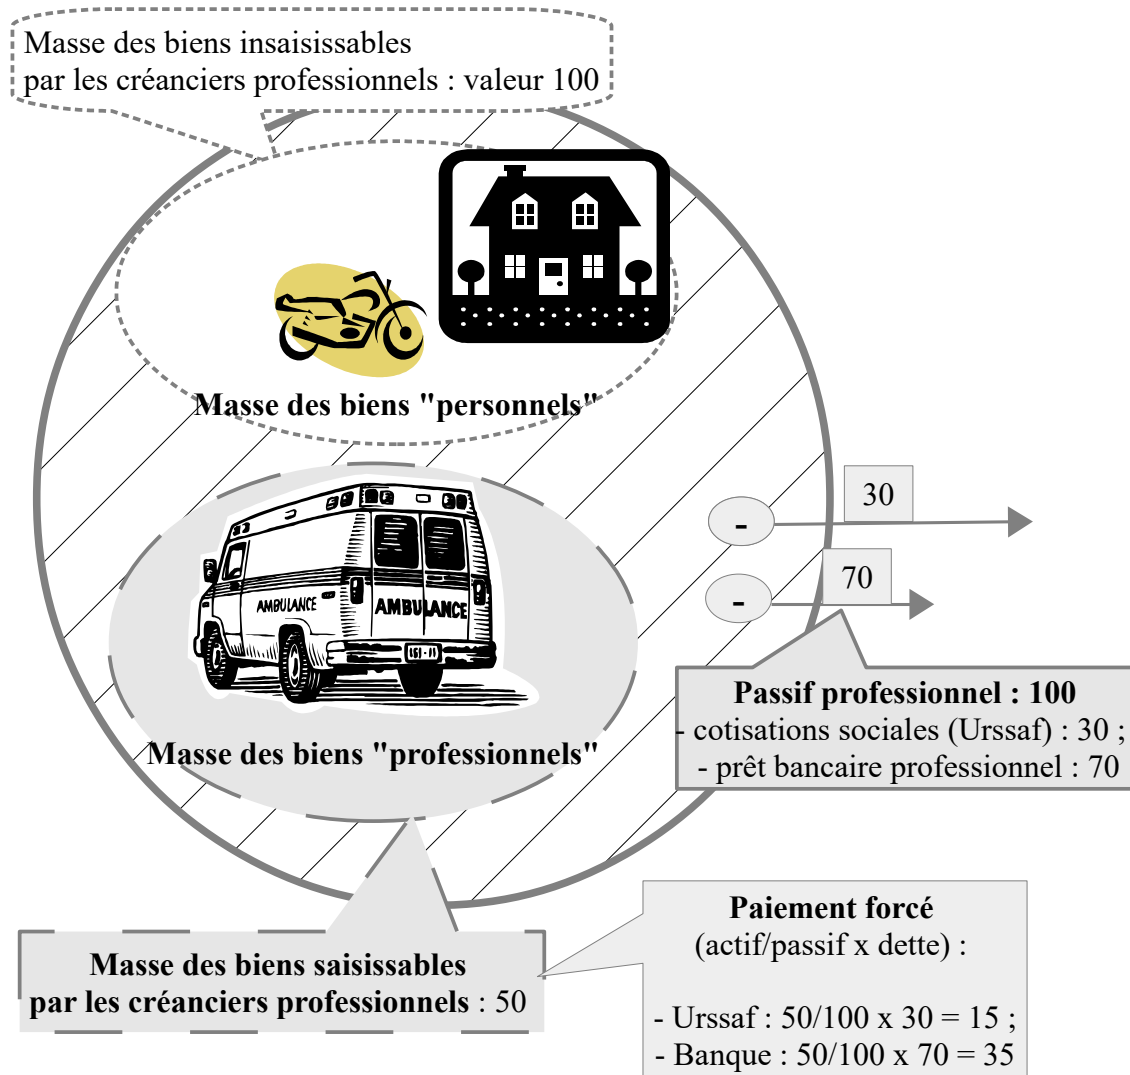 Masse des biens insaisissables
par les créanciers professionnels : valeur 100
Masse des biens "personnels"
30
-
70
-
AMBULANCE
AMBULANCE
Masse des biens "professionnels"
Passif professionnel : 100
- cotisations sociales (Urssaf) : 30 ;
- prêt bancaire professionnel : 70
Masse des biens saisissables
par les créanciers professionnels : 50
Paiement forcé
(actif/passif x dette) :
- Urssaf : 50/100 x 30 = 15 ;
- Banque : 50/100 x 70 = 35